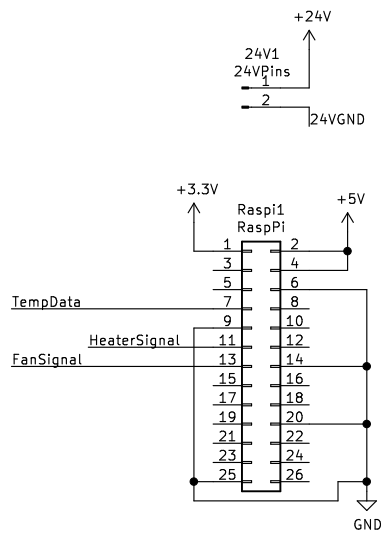 +24V
24V1
24VPins
1
2
24VGND
+3.3V
+5V
Raspi1
RaspPi
1 2
3 4
5 6
TempData 7 8
9 10
HeaterSignal 11 12
FanSignal 13 14
15 16
17 18
19 20
21 22
23 24
25 26
GND